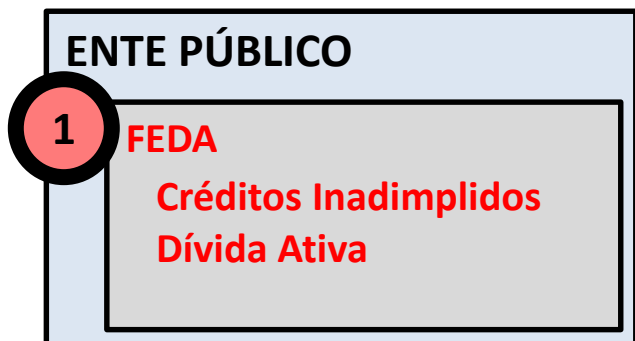 ENTE PÚBLICO
1
FEDA
Créditos Inadimplidos
Dívida Ativa